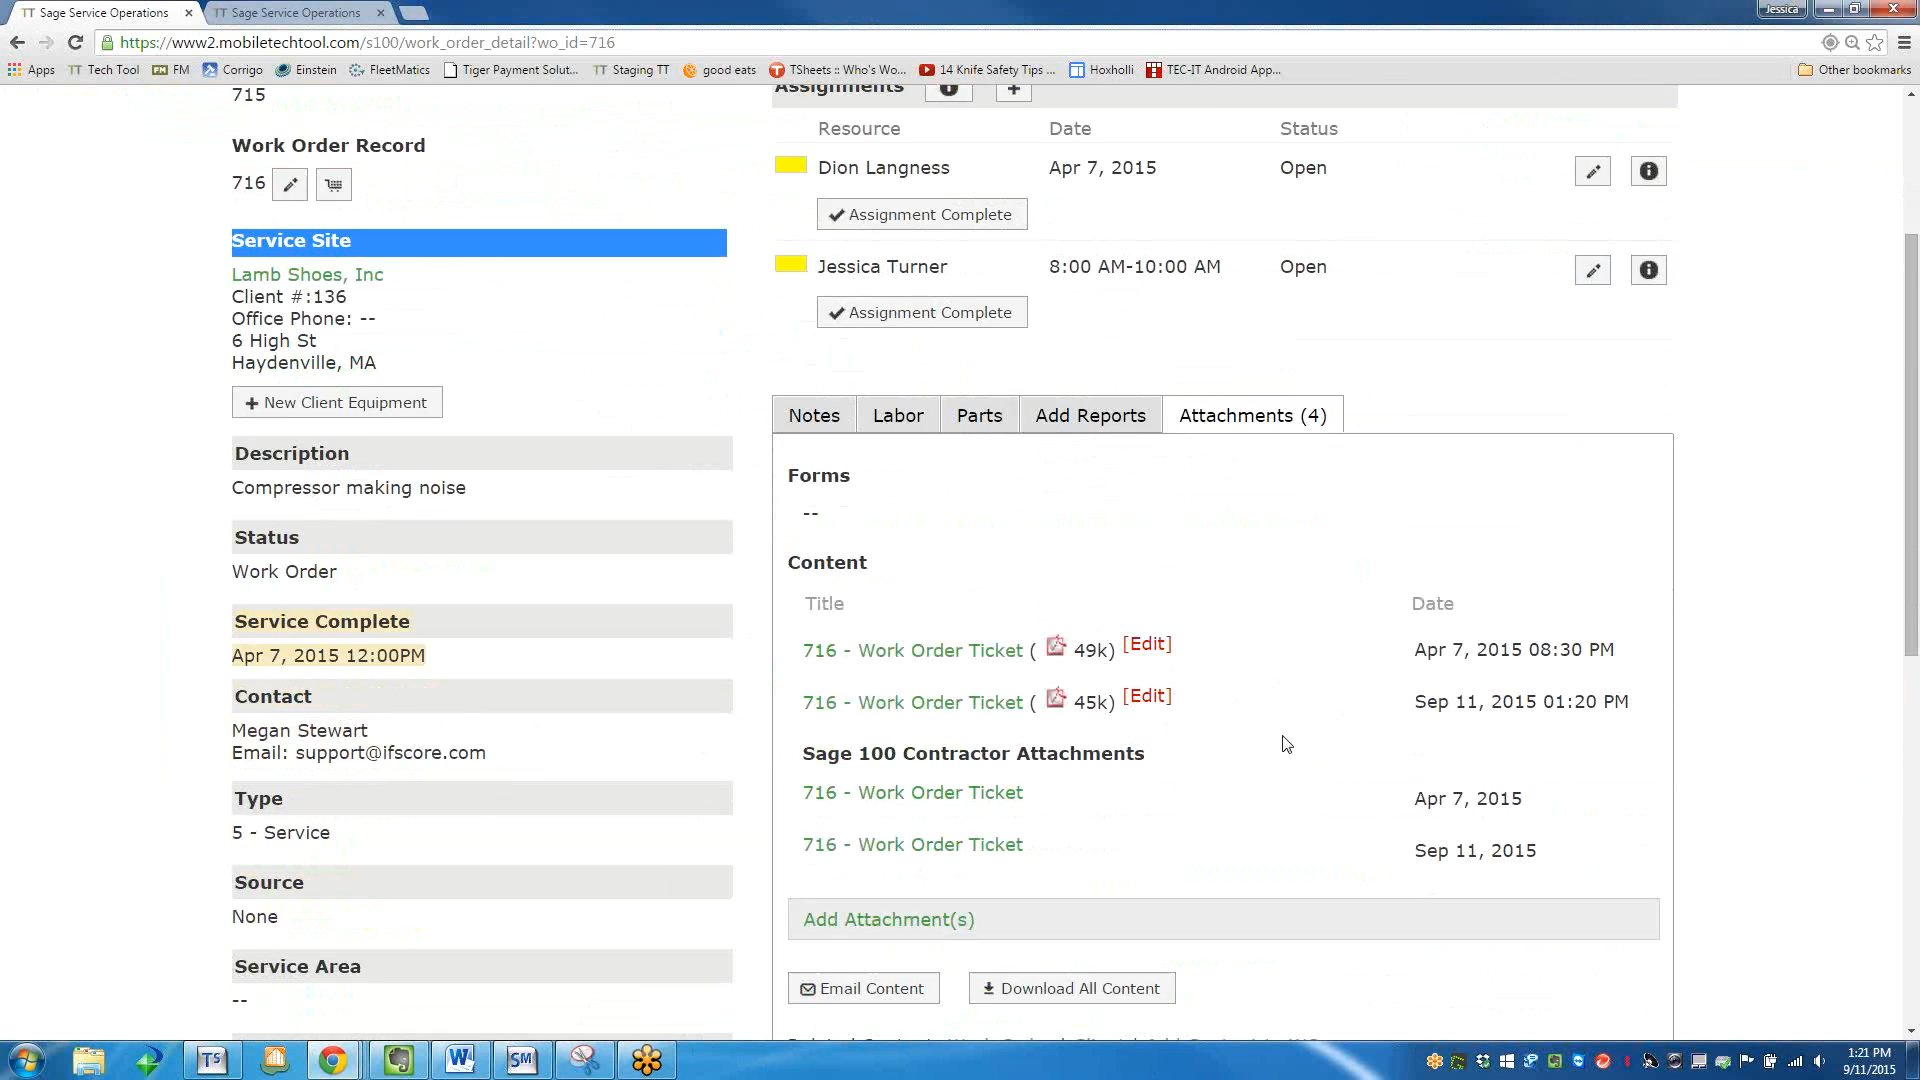 Sage Service Operations
Sage Service Operations
Jessica
https://www2.mobiletechtool.com/s100/work_order_detail?wo_id=716
Apps
TT Tech Tool
FM FM
Corrigo
Einstein
FleetMatics
Tiger Payment Solut...
TT Staging TT
good eats
TSheets :: Who's Wo...
14 Knife Safety Tips ...
Hoxholli
TEC-IT Android App...
Other bookmarks
715
Work Order Record
716
Service Site
Lamb Shoes, Inc
Client #:136
Office Phone: --
6 High St
Haydenville, MA
New Client Equipment
Description
Compressor making noise
Status
Work Order
Service Complete
Apr 7, 2015 12:00PM
Contact
Megan Stewart
Email: support@ifscore.com
Type
5 - Service
Source
None
Service Area
--
Assignments
Resource Date Status
Dion Langness Apr 7, 2015 Open
Assignment Complete
Jessica Turner 8:00 AM-10:00 AM Open
Assignment Complete
Notes Labor Parts Add Reports Attachments (4)
Forms
--
Content
Title Date
716 - Work Order Ticket ( 49k) [Edit] Apr 7, 2015 08:30 PM
716 - Work Order Ticket ( 45k) [Edit] Sep 11, 2015 01:20 PM
Sage 100 Contractor Attachments
716 - Work Order Ticket Apr 7, 2015
716 - Work Order Ticket Sep 11, 2015
Add Attachment(s)
Email Content Download All Content
TS
W
SM
1:21 PM
9/11/2015